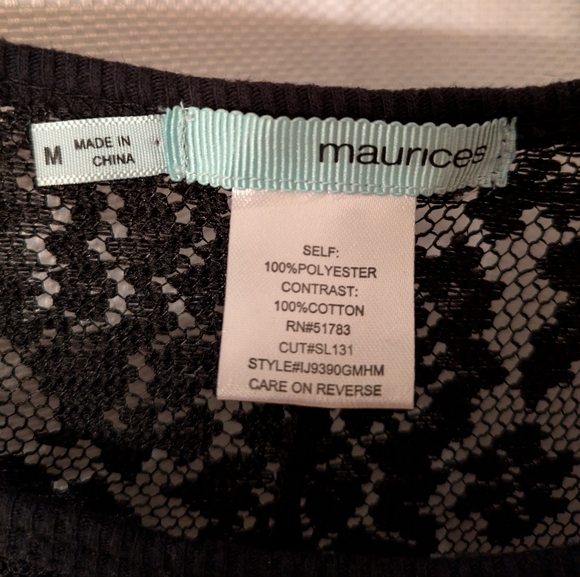 M
MADE IN
CHINA
maurices
SELF:
100%POLYESTER
CONTRAST:
100%COTTON
RN#51783
CUT#SL131
STYLE#IJ9390GMHM
CARE ON REVERSE